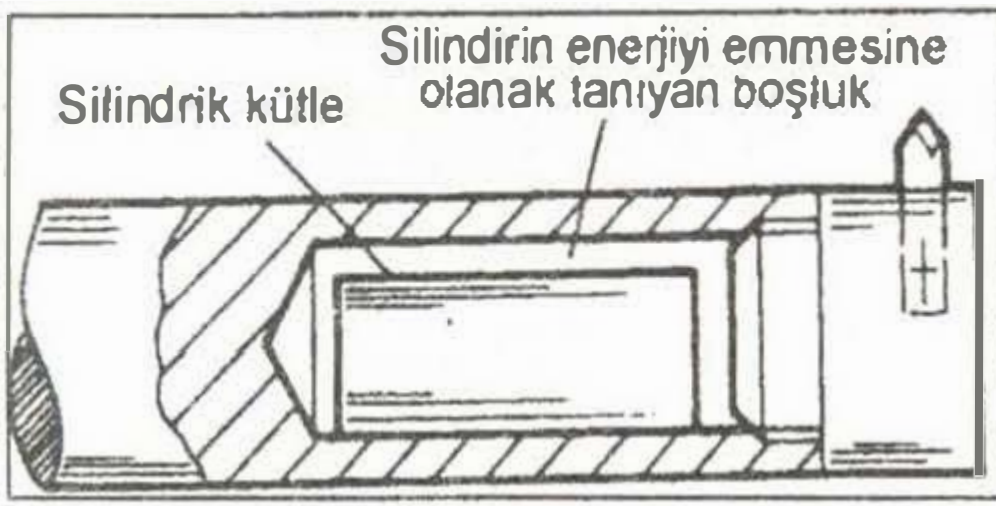 Silindirin enerjiyi emmesine
olanak tanıyan boşluk
Silindrik kütle